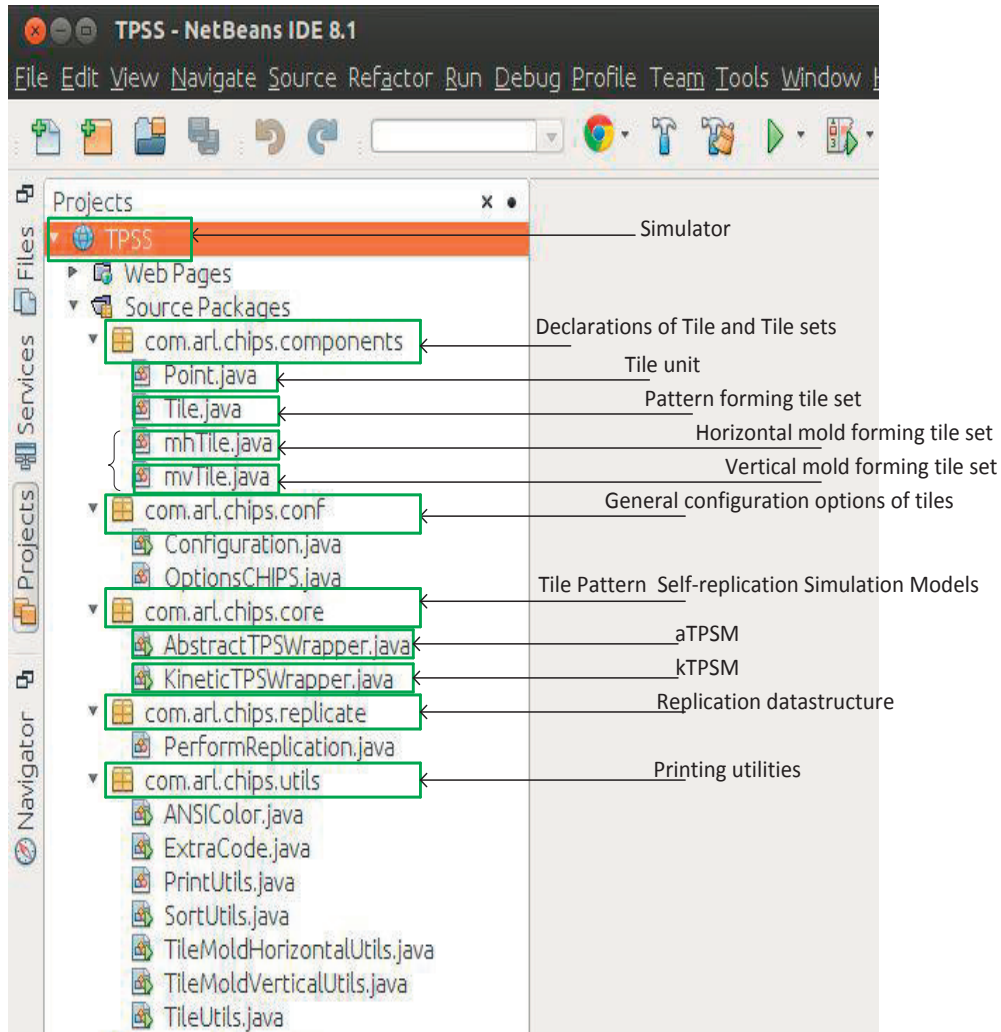 TPSS - NetBeans IDE 8.1
File Edit View Navigate Source Refactor Run Debug Profile Team Tools Window
Projects
Files
Services
Projects
Navigator
TPSS
Simulator
Web Pages
Source Packages
com.arl.chips.components
Declarations of Tile and Tile sets
Point.java
Tile unit
Tile.java
Pattern forming tile set
mhTile.java
Horizontal mold forming tile set
mvTile.java
Vertical mold forming tile set
com.arl.chips.conf
General configuration options of tiles
Configuration.java
OptionsCHIPS.java
com.arl.chips.core
Tile Pattern Self-replication Simulation Models
AbstractTPSWrapper.java
aTPSM
KineticTPSWrapper.java
kTPSM
com.arl.chips.replicate
Replication datastructure
PerformReplication.java
com.arl.chips.utils
Printing utilities
ANSIColor.java
ExtraCode.java
PrintUtils.java
SortUtils.java
TileMoldHorizontalUtils.java
TileMoldVerticalUtils.java
TileUtils.java